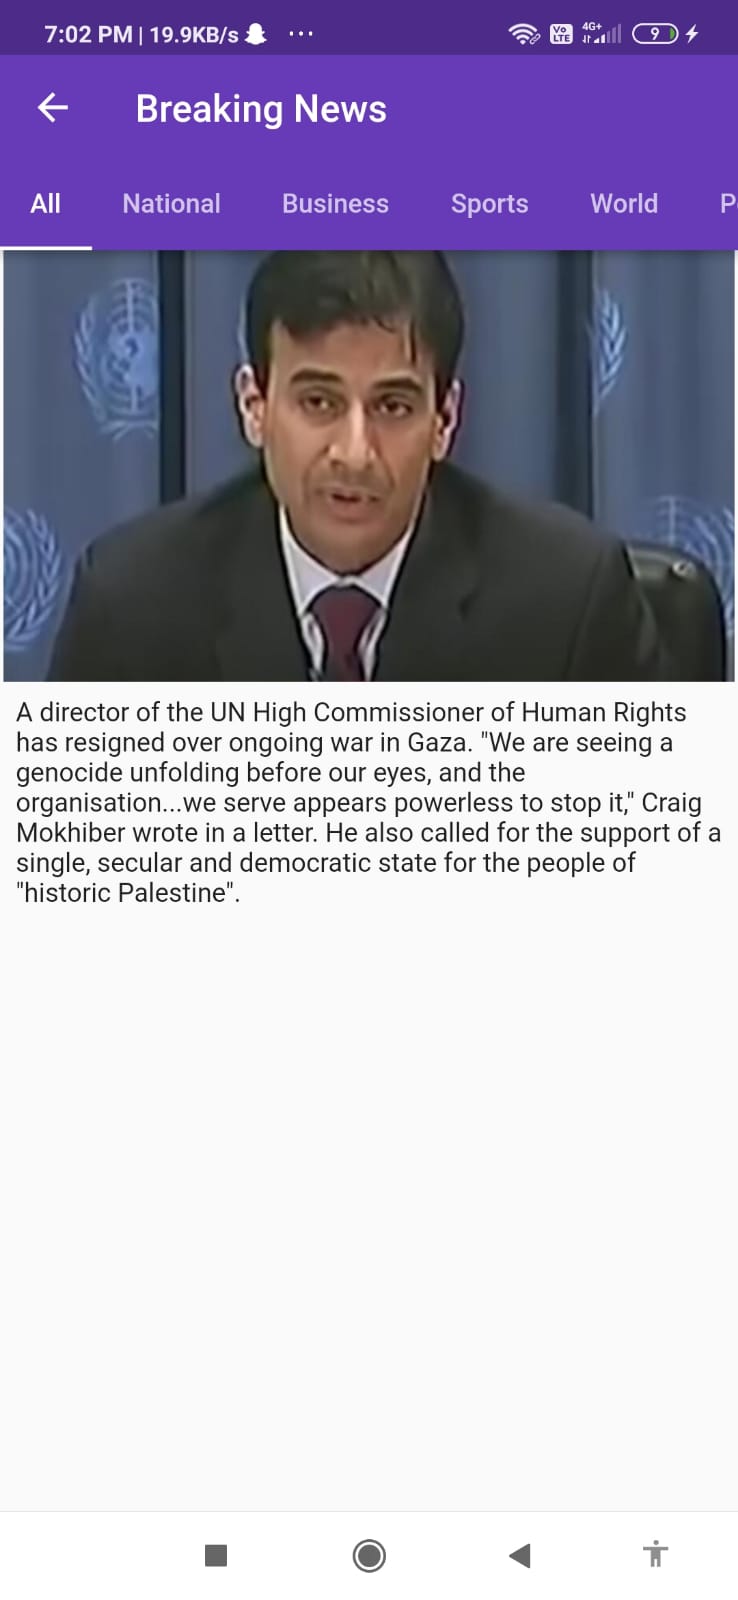 7:02 PM | 19.9KB/s ...
Vo LTE 4G+ 9
Breaking News
All National Business Sports World P
A director of the UN High Commissioner of Human Rights
has resigned over ongoing war in Gaza. "We are seeing a
genocide unfolding before our eyes, and the
organisation...we serve appears powerless to stop it," Craig
Mokhiber wrote in a letter. He also called for the support of a
single, secular and democratic state for the people of
"historic Palestine".